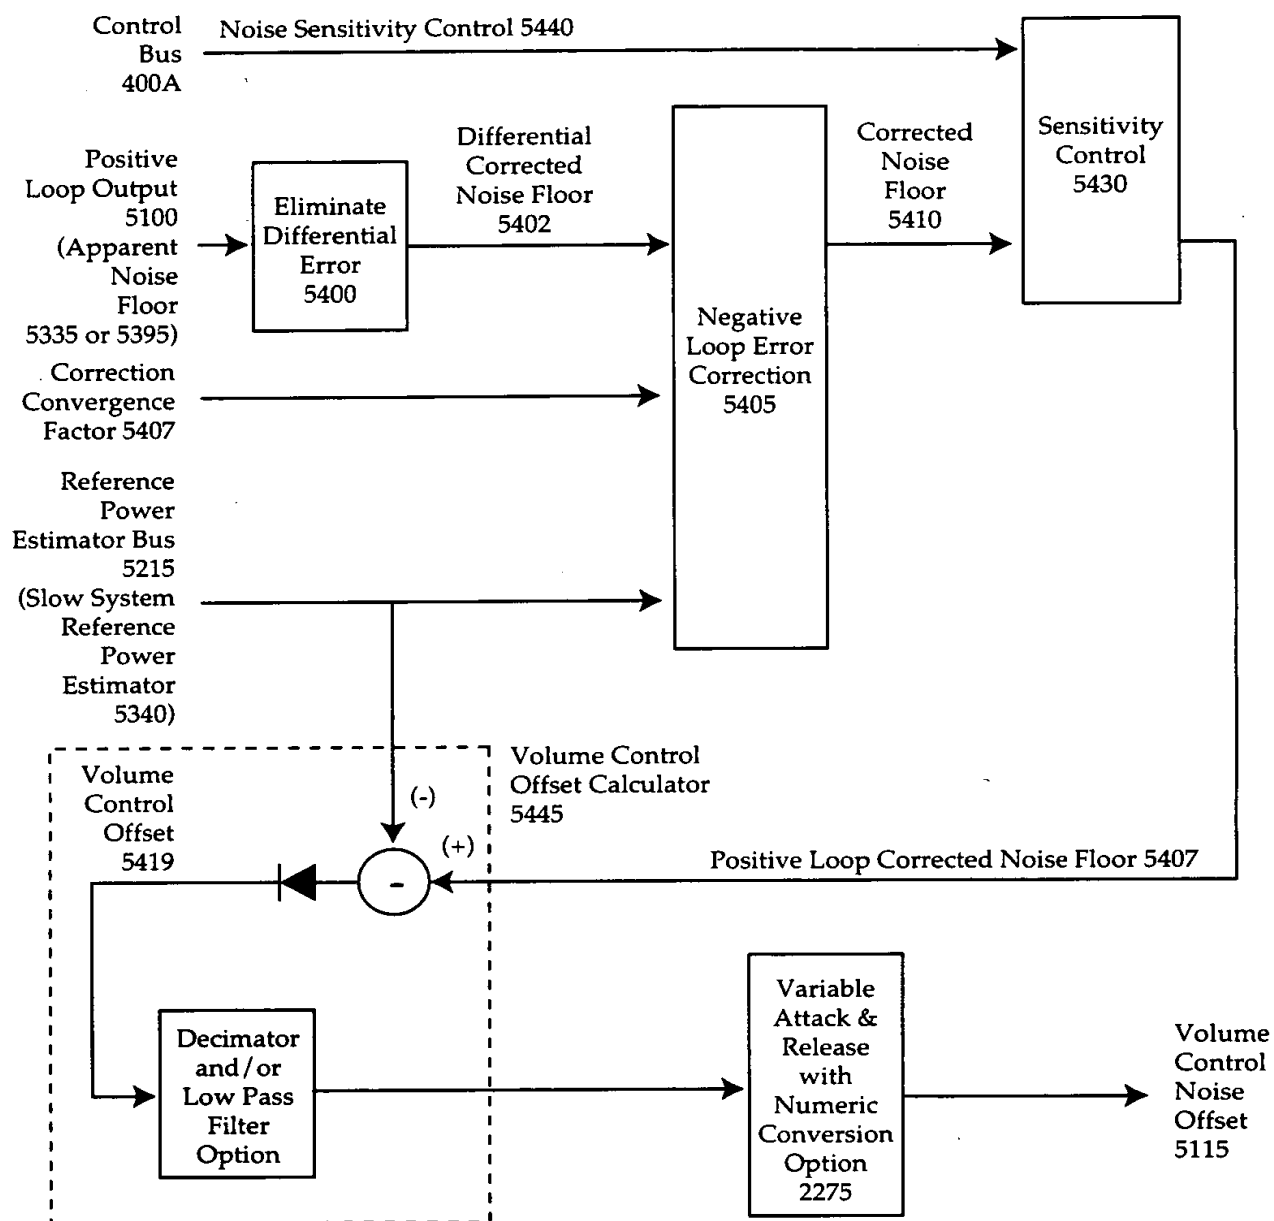 Control
Bus
400A
Noise Sensitivity Control 5440
Positive
Loop Output
5100
(Apparent
Noise
Floor
5335 or 5395)
Eliminate
Differential
Error
5400
Differential
Corrected
Noise Floor
5402
Corrected
Noise
Floor
5410
Sensitivity
Control
5430
Negative
Loop Error
Correction
5405
Correction
Convergence
Factor 5407
Reference
Power
Estimator Bus
5215
(Slow System
Reference
Power
Estimator
5340)
Volume
Control
Offset
5419
Volume Control
Offset Calculator
5445
(-)
(+)
-
Positive Loop Corrected Noise Floor 5407
Decimator
and/or
Low Pass
Filter
Option
Variable
Attack &
Release
with
Numeric
Conversion
Option
2275
Volume
Control
Noise
Offset
5115